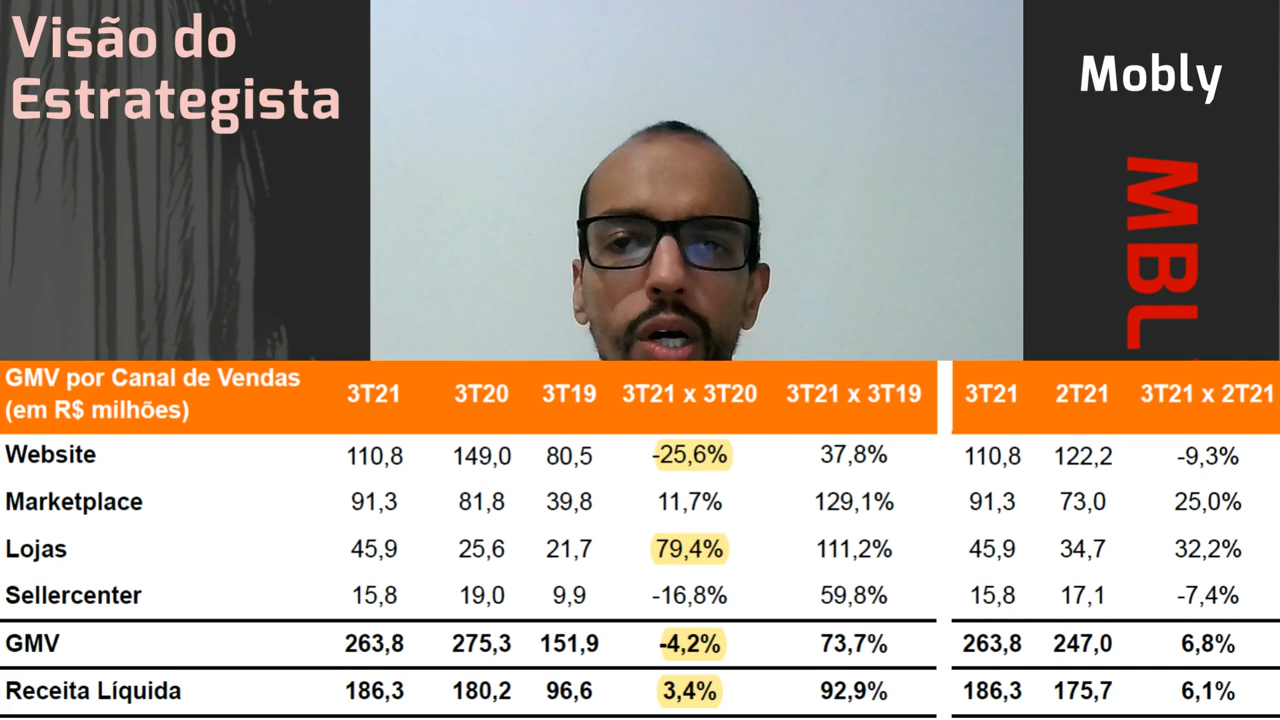 Visão do
Estrategista
Mobly
MBL
GMV por Canal de Vendas
(em R$ milhões) 3T21 3T20 3T19 3T21 x 3T20 3T21 x 3T19 3T21 2T21 3T21 x 2T21
Website 110,8 149,0 80,5 -25,6% 37,8% 110,8 122,2 -9,3%
Marketplace 91,3 81,8 39,8 11,7% 129,1% 91,3 73,0 25,0%
Lojas 45,9 25,6 21,7 79,4% 111,2% 45,9 34,7 32,2%
Sellercenter 15,8 19,0 9,9 -16,8% 59,8% 15,8 17,1 -7,4%
GMV 263,8 275,3 151,9 -4,2% 73,7% 263,8 247,0 6,8%
Receita Líquida 186,3 180,2 96,6 3,4% 92,9% 186,3 175,7 6,1%